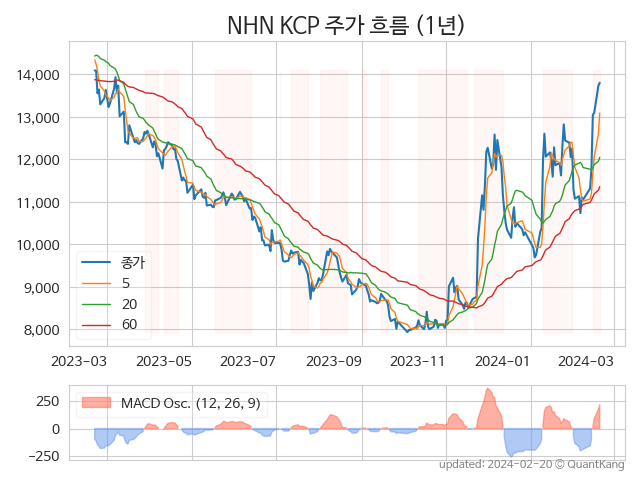 NHN KCP 주가 흐름 (1년)
14,000
13,000
12,000
11,000
10,000
9,000
8,000
종가
5
20
60
2023-03 2023-05 2023-07 2023-09 2023-11 2024-01 2024-03
250
0
−250
MACD Osc. (12, 26, 9)
updated: 2024-02-20 © QuantKang